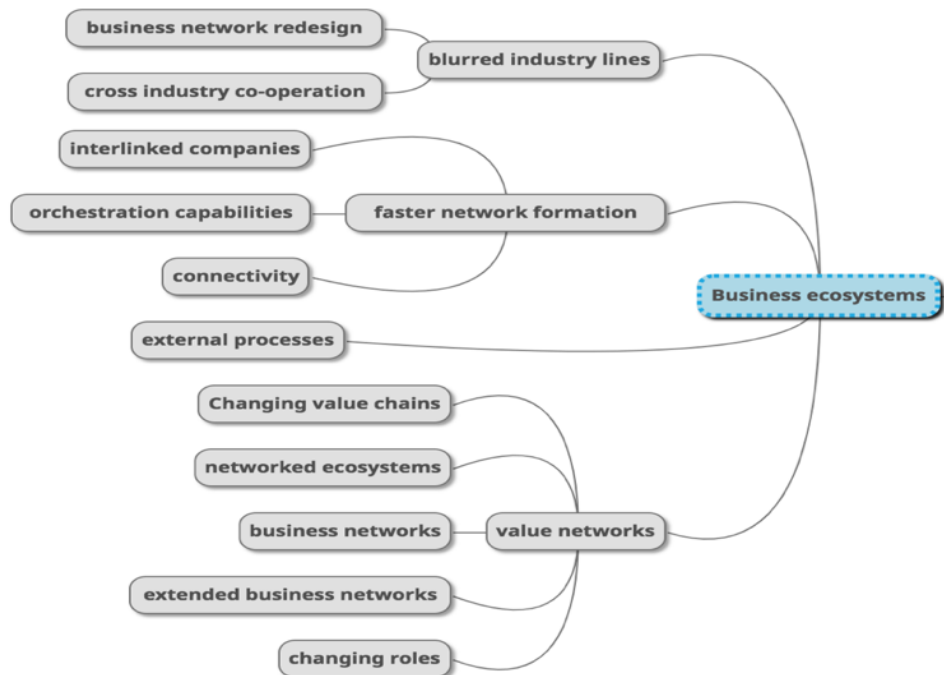 business network redesign
blurred industry lines
cross industry co-operation
interlinked companies
orchestration capabilities
faster network formation
connectivity
Business ecosystems
external processes
Changing value chains
networked ecosystems
business networks
value networks
extended business networks
changing roles